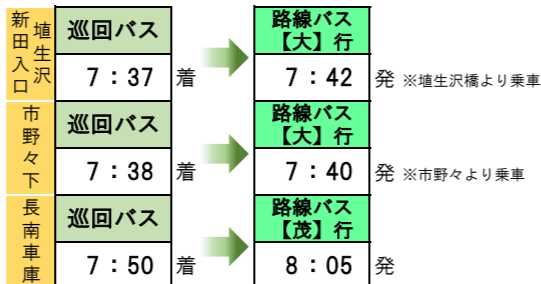 埴生沢
新田入口
巡回バス
路線バス
【大】行
7：37 着
7：42 発 ※埴生沢橋より乗車
市野々下
巡回バス
路線バス
【大】行
7：38 着
7：40 発 ※市野々より乗車
長南車庫
巡回バス
路線バス
【茂】行
7：50 着
8：05 発